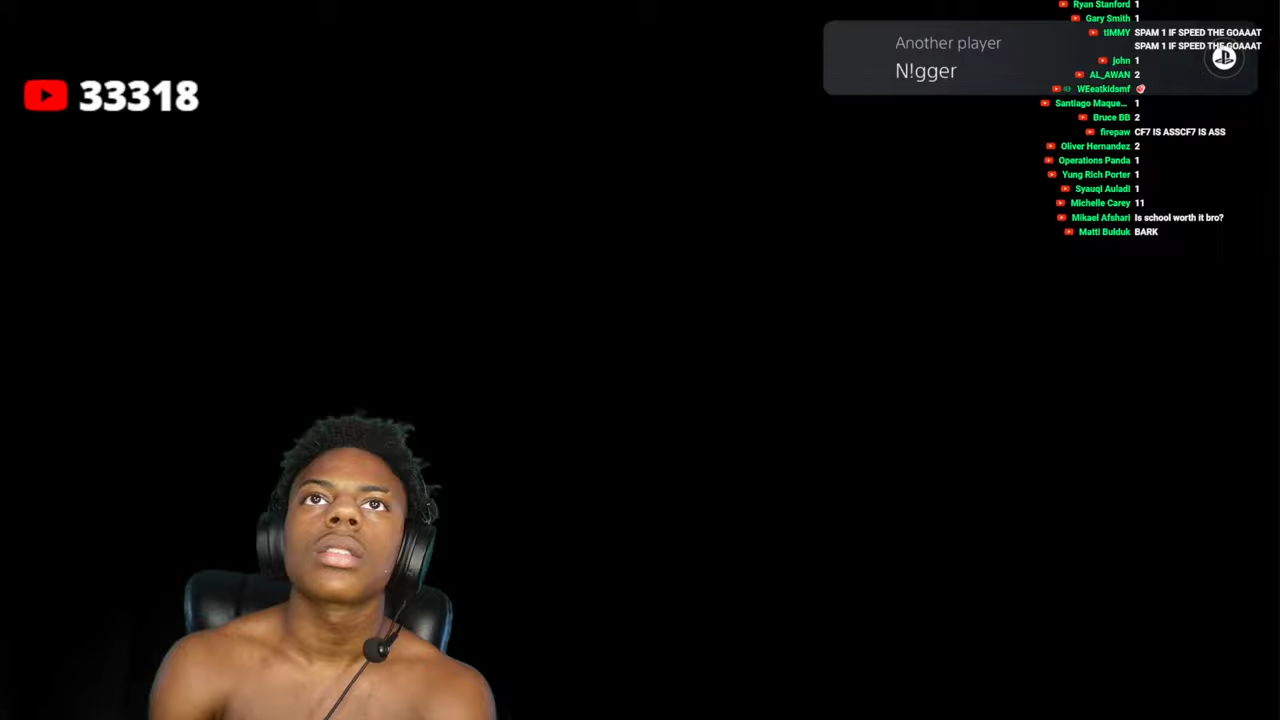 33318
Another player
N!gger
Ryan Stanford 1
Gary Smith 1
tIMMY SPAM 1 IF SPEED THE GOAAAT
SPAM 1 IF SPEED THE GOAAAT
john 1
AL_AWAN 2
WEeatkidsmf
Santiago Maque... 1
Bruce BB 2
firepaw CF7 IS ASSCF7 IS ASS
Oliver Hernandez 2
Operations Panda 1
Yung Rich Porter 1
Syauqi Auladi 1
Michelle Carey 11
Mikael Afshari Is school worth it bro?
Matti Bulduk BARK